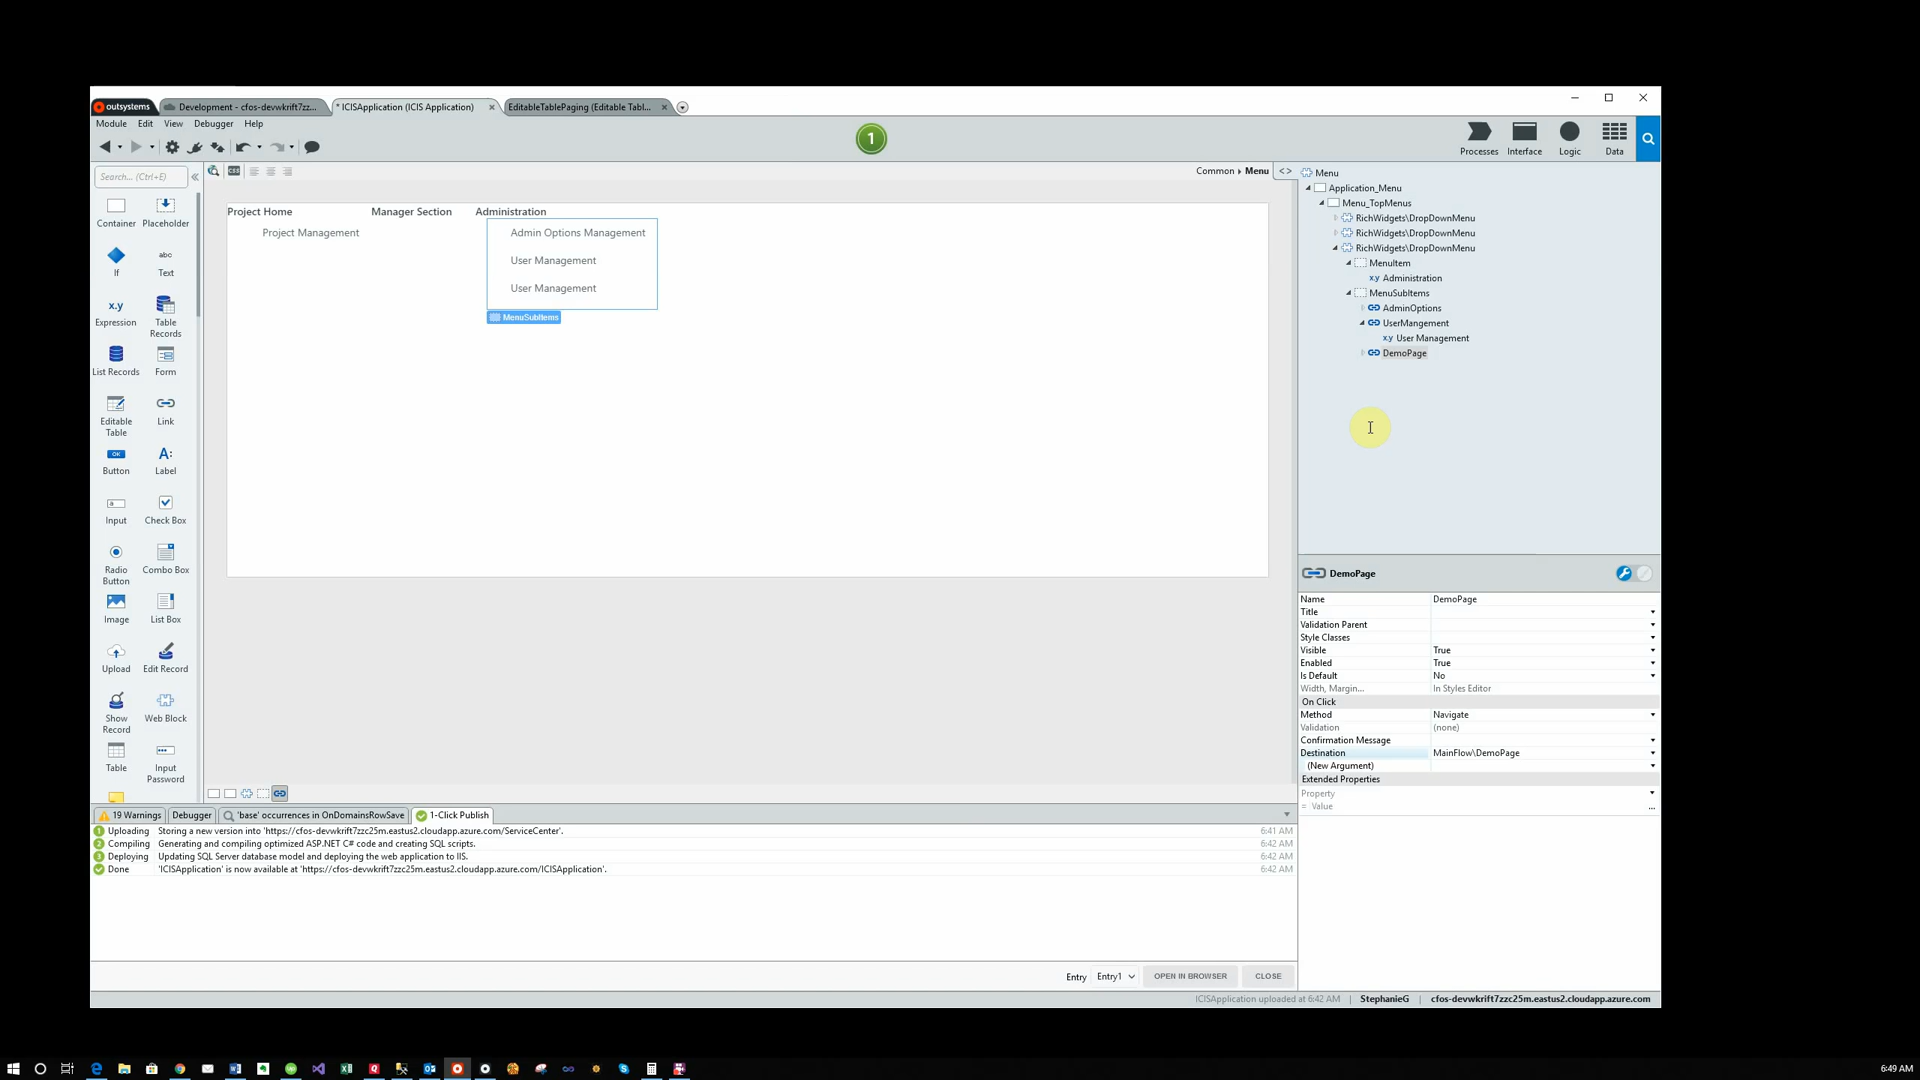 outsystems
Development - cfos-devwkrift7zz...
* ICISApplication (ICIS Application)
EditableTablePaging (Editable Tabl...
Module Edit View Debugger Help
1
Processes Interface Logic Data
Search... (Ctrl+E)
Common Menu
<>
Container Placeholder
If
abc
Text
x.y
Expression Table Records
List Records Form
Editable Table Link
OK
Button
A:
Label
Input Check Box
Radio Button Combo Box
Image List Box
Upload Edit Record
Show Record Web Block
Table Input Password
Project Home Manager Section Administration
Project Management
Admin Options Management
User Management
User Management
MenuSubItems
Menu
Application_Menu
Menu_TopMenus
RichWidgets\DropDownMenu
RichWidgets\DropDownMenu
RichWidgets\DropDownMenu
MenuItem
x.y Administration
MenuSubItems
AdminOptions
UserMangement
x.y User Management
DemoPage
DemoPage
Name DemoPage
Title
Validation Parent
Style Classes
Visible True
Enabled True
Is Default No
Width, Margin... In Styles Editor
On Click
Method Navigate
Validation (none)
Confirmation Message
Destination MainFlow\DemoPage
(New Argument)
Extended Properties
Property
= Value ...
19 Warnings Debugger 'base' occurrences in OnDomainsRowSave 1-Click Publish
1 Uploading Storing a new version into 'https://cfos-devwkrift7zzc25m.eastus2.cloudapp.azure.com/ServiceCenter'. 6:41 AM
2 Compiling Generating and compiling optimized ASP.NET C# code and creating SQL scripts. 6:42 AM
3 Deploying Updating SQL Server database model and deploying the web application to IIS. 6:42 AM
Done 'ICISApplication' is now available at 'https://cfos-devwkrift7zzc25m.eastus2.cloudapp.azure.com/ICISApplication'. 6:42 AM
Entry Entry1 OPEN IN BROWSER CLOSE
ICISApplication uploaded at 6:42 AM | StephanieG | cfos-devwkrift7zzc25m.eastus2.cloudapp.azure.com
6:49 AM